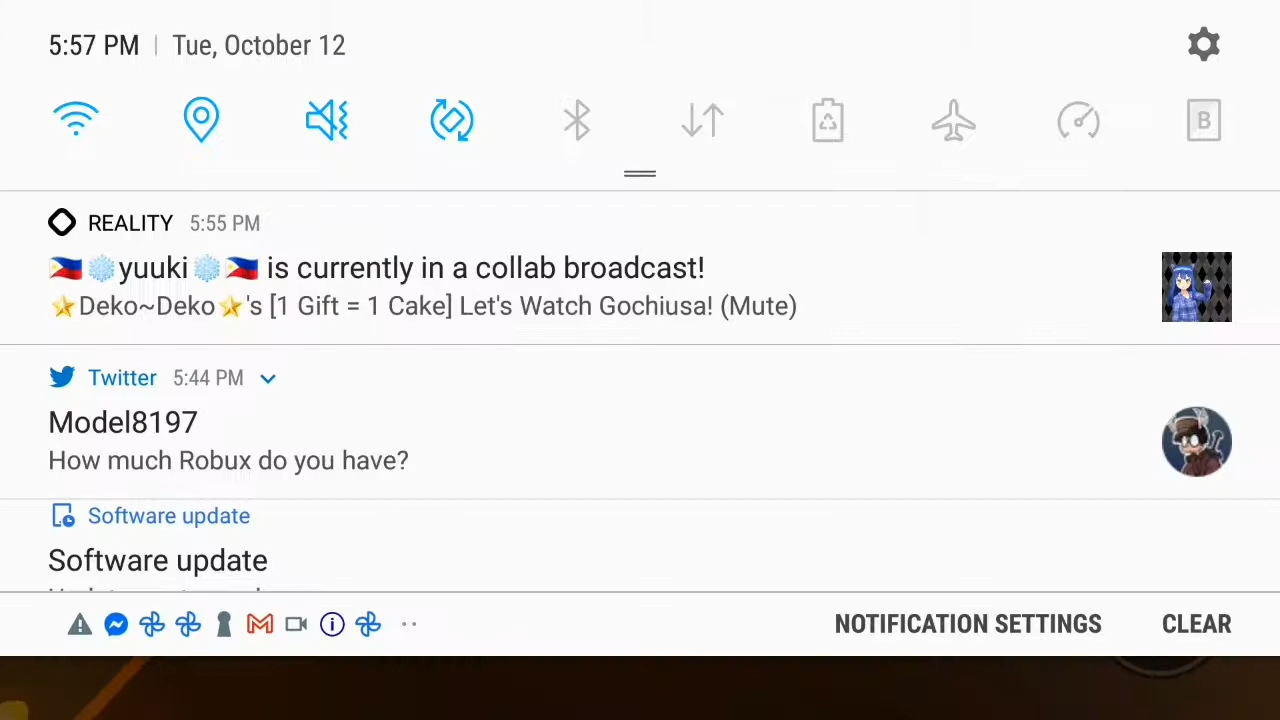 5:57 PM | Tue, October 12
B
REALITY 5:55 PM
🇵🇭❄️yuuki❄️🇵🇭 is currently in a collab broadcast!
⭐Deko~Deko⭐'s [1 Gift = 1 Cake] Let's Watch Gochiusa! (Mute)
Twitter 5:44 PM
Model8197
How much Robux do you have?
Software update
Software update
NOTIFICATION SETTINGS CLEAR